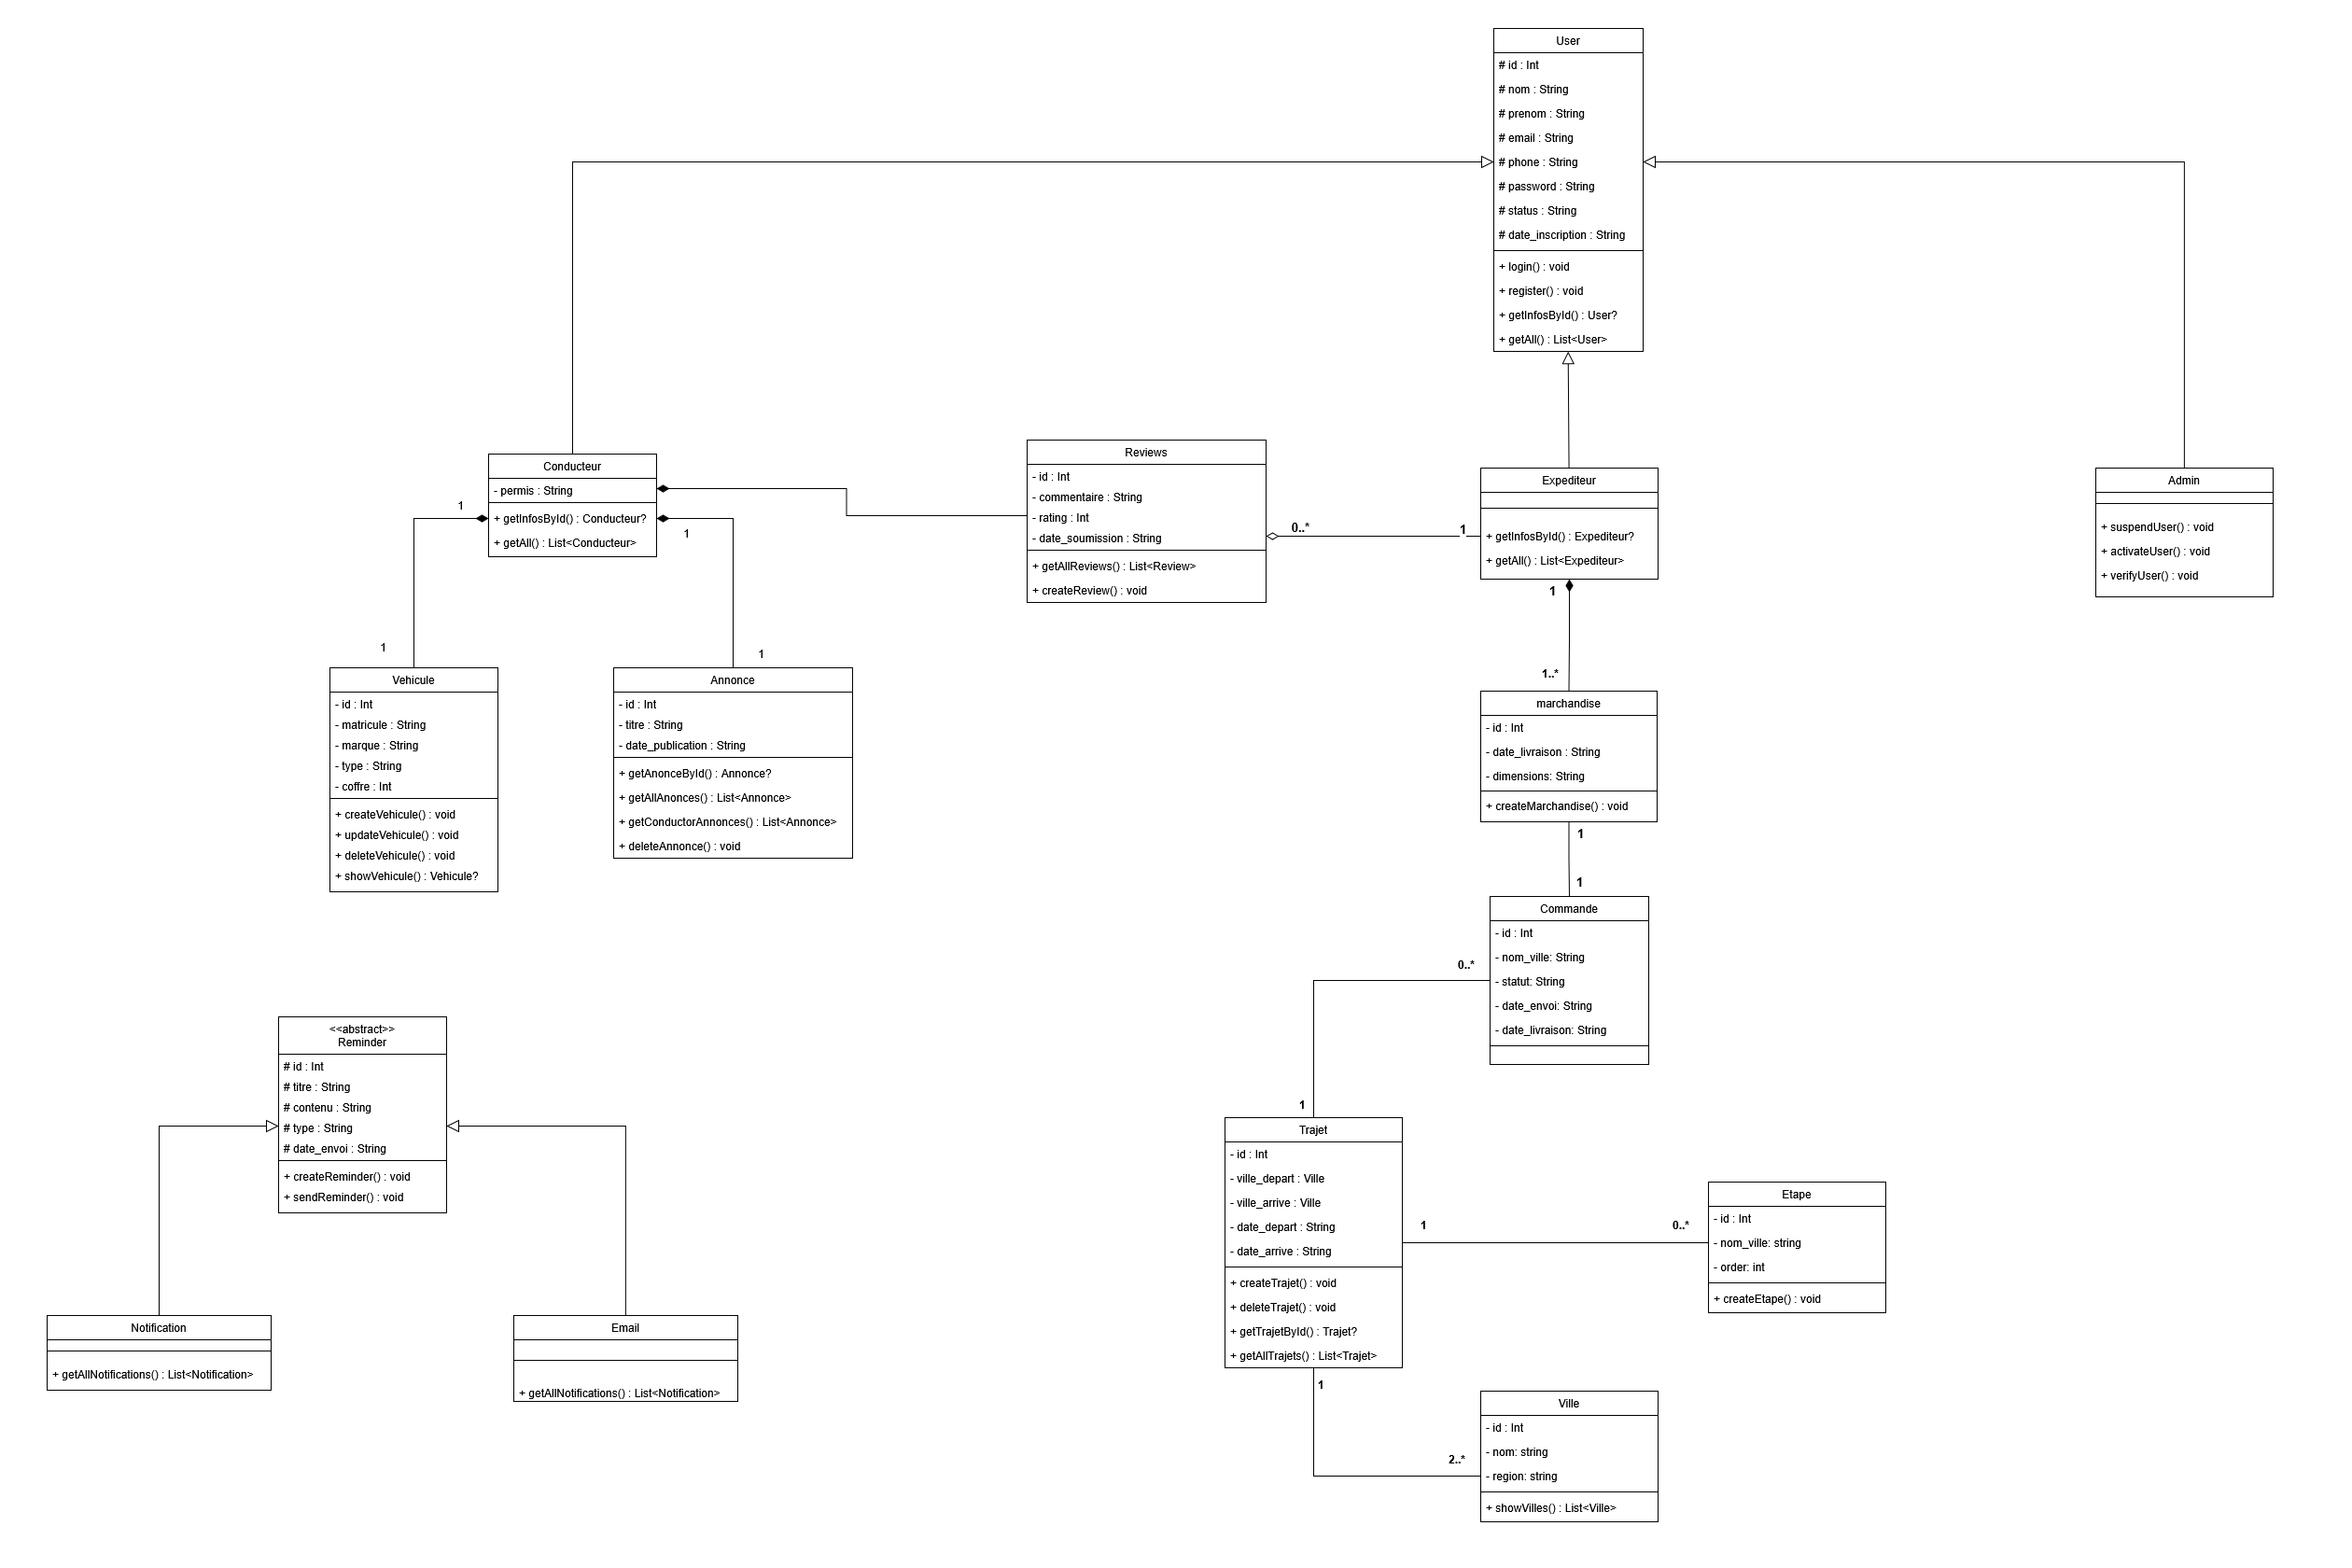 User
# id : Int
# nom : String
# prenom : String
# email : String
# phone : String
# password : String
# status : String
# date_inscription : String
+ login() : void
+ register() : void
+ getInfosById() : User?
+ getAll() : List<User>
Conducteur
- permis : String
+ getInfosById() : Conducteur?
+ getAll() : List<Conducteur>
1
1
1
1
Reviews
- id : Int
- commentaire : String
- rating : Int
- date_soumission : String
+ getAllReviews() : List<Review>
+ createReview() : void
0..*
1
Expediteur
+ getInfosById() : Expediteur?
+ getAll() : List<Expediteur>
1
1..*
Admin
+ suspendUser() : void
+ activateUser() : void
+ verifyUser() : void
Vehicule
- id : Int
- matricule : String
- marque : String
- type : String
- coffre : Int
+ createVehicule() : void
+ updateVehicule() : void
+ deleteVehicule() : void
+ showVehicule() : Vehicule?
Annonce
- id : Int
- titre : String
- date_publication : String
+ getAnonceById() : Annonce?
+ getAllAnonces() : List<Annonce>
+ getConductorAnnonces() : List<Annonce>
+ deleteAnnonce() : void
marchandise
- id : Int
- date_livraison : String
- dimensions: String
+ createMarchandise() : void
1
1
Commande
- id : Int
- nom_ville: String
- statut: String
- date_envoi: String
- date_livraison: String
0..*
1
<<abstract>>
Reminder
# id : Int
# titre : String
# contenu : String
# type : String
# date_envoi : String
+ createReminder() : void
+ sendReminder() : void
Notification
+ getAllNotifications() : List<Notification>
Email
+ getAllNotifications() : List<Notification>
Trajet
- id : Int
- ville_depart : Ville
- ville_arrive : Ville
- date_depart : String
- date_arrive : String
+ createTrajet() : void
+ deleteTrajet() : void
+ getTrajetById() : Trajet?
+ getAllTrajets() : List<Trajet>
1
0..*
Etape
- id : Int
- nom_ville: string
- order: int
+ createEtape() : void
1
2..*
Ville
- id : Int
- nom: string
- region: string
+ showVilles() : List<Ville>